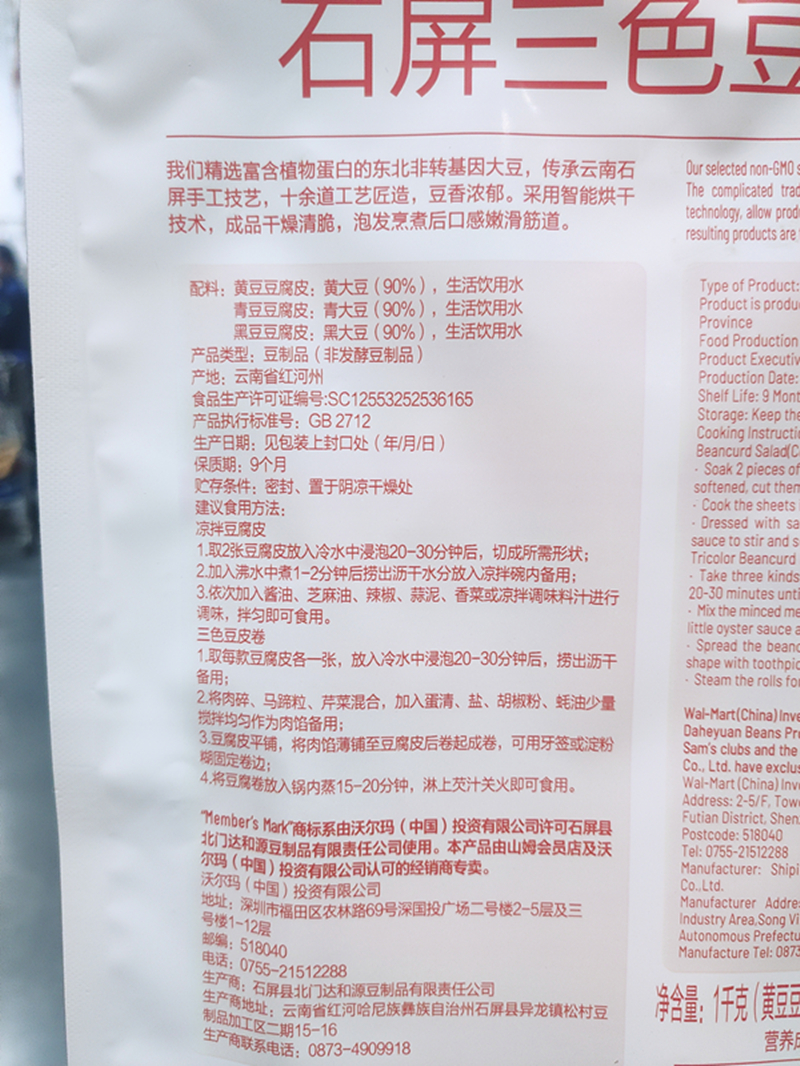 石屏三色豆
我们精选富含植物蛋白的东北非转基因大豆，传承云南石
屏手工技艺，十余道工艺匠造，豆香浓郁。采用智能烘干
技术，成品干燥清脆，泡发烹煮后口感嫩滑筋道。
配料：黄豆豆腐皮：黄大豆（90%），生活饮用水
青豆豆腐皮：青大豆（90%），生活饮用水
黑豆豆腐皮：黑大豆（90%），生活饮用水
产品类型：豆制品（非发酵豆制品）
产地：云南省红河州
食品生产许可证编号:SC12553252536165
产品执行标准号：GB 2712
生产日期：见包装上封口处（年/月/日）
保质期：9个月
贮存条件：密封、置于阴凉干燥处
建议食用方法：
凉拌豆腐皮
1.取2张豆腐皮放入冷水中浸泡20-30分钟后，切成所需形状；
2.加入沸水中煮1-2分钟后捞出沥干水分放入凉拌碗内备用；
3.依次加入酱油、芝麻油、辣椒、蒜泥、香菜或凉拌调味料汁进行
调味，拌匀即可食用。
三色豆皮卷
1.取每款豆腐皮各一张，放入冷水中浸泡20-30分钟后，捞出沥干
备用；
2.将肉碎、马蹄粒、芹菜混合，加入蛋清、盐、胡椒粉、蚝油少量
搅拌均匀作为肉馅备用；
3.豆腐皮平铺，将肉馅薄铺至豆腐皮后卷起成卷，可用牙签或淀粉
糊固定卷边；
4.将豆腐卷放入锅内蒸15-20分钟，淋上芡汁关火即可食用。
“Member's Mark”商标系由沃尔玛（中国）投资有限公司许可石屏县
北门达和源豆制品有限责任公司使用。本产品由山姆会员店及沃
尔玛（中国）投资有限公司认可的经销商专卖。
沃尔玛（中国）投资有限公司
地址：深圳市福田区农林路69号深国投广场二号楼2-5层及三
号楼1-12层
邮编：518040
电话：0755-21512288
生产商：石屏县北门达和源豆制品有限责任公司
生产商地址：云南省红河哈尼族彝族自治州石屏县异龙镇松村豆
制品加工区二期15-16
生产商联系电话：0873-4909918
Our selected non-GMO s
The complicated trad
technology, allow prod
resulting products are
Type of Product:
Product is produ
Province
Food Production
Product Executiv
Production Date:
Shelf Life: 9 Mont
Storage: Keep the
Cooking Instructi
Beancurd Salad(C
· Soak 2 pieces of
softened, cut them
· Cook the sheets
· Dressed with sa
sauce to stir and s
Tricolor Beancurd
· Take three kinds
20-30 minutes unti
· Mix the minced me
little oyster sauce a
· Spread the beanc
shape with toothpic
· Steam the rolls fo
Wal-Mart(China) Inve
Daheyuan Beans Pro
Sam's clubs and the
Co., Ltd. have exclus
Wal-Mart (China) Inve
Address: 2-5/F, Towe
Futian District, Shen
Postcode: 518040
Tel: 0755-21512288
Manufacturer: Shipi
Co.,Ltd.
Manufacturer Addre
Industry Area,Song Vi
Autonomous Prefectu
Manufacture Tel: 0873
净含量：1千克（黄豆豆
营养成